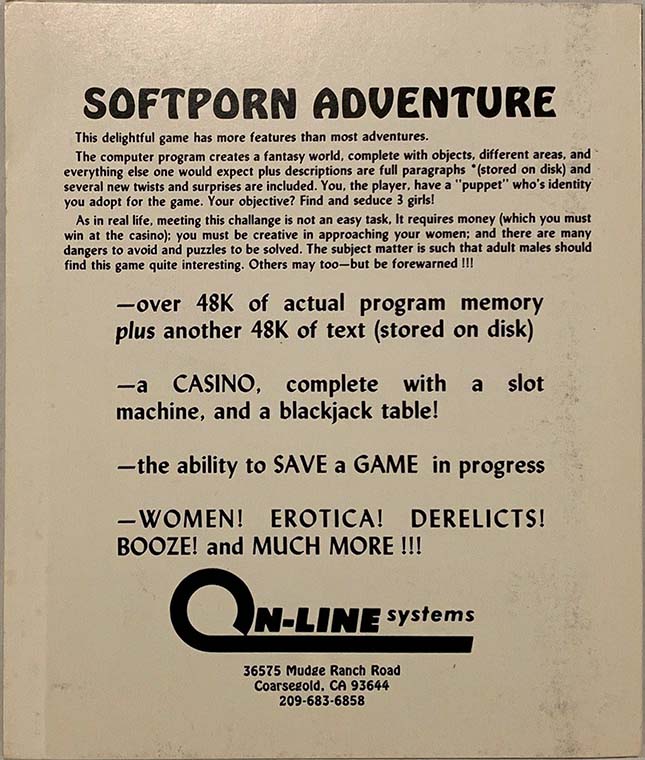 SOFTPORN ADVENTURE
This delightful game has more features than most adventures.
The computer program creates a fantasy world, complete with objects, different areas, and
everything else one would expect plus descriptions are full paragraphs *(stored on disk) and
several new twists and surprises are included. You, the player, have a "puppet" who's identity
you adopt for the game. Your objective? Find and seduce 3 girls!
As in real life, meeting this challange is not an easy task, It requires money (which you must
win at the casino); you must be creative in approaching your women; and there are many
dangers to avoid and puzzles to be solved. The subject matter is such that adult males should
find this game quite interesting. Others may too—but be forewarned !!!
—over 48K of actual program memory
plus another 48K of text (stored on disk)
—a CASINO, complete with a slot
machine, and a blackjack table!
—the ability to SAVE a GAME in progress
—WOMEN! EROTICA! DERELICTS!
BOOZE! and MUCH MORE !!!
ON-LINE systems
36575 Mudge Ranch Road
Coarsegold, CA 93644
209-683-6858